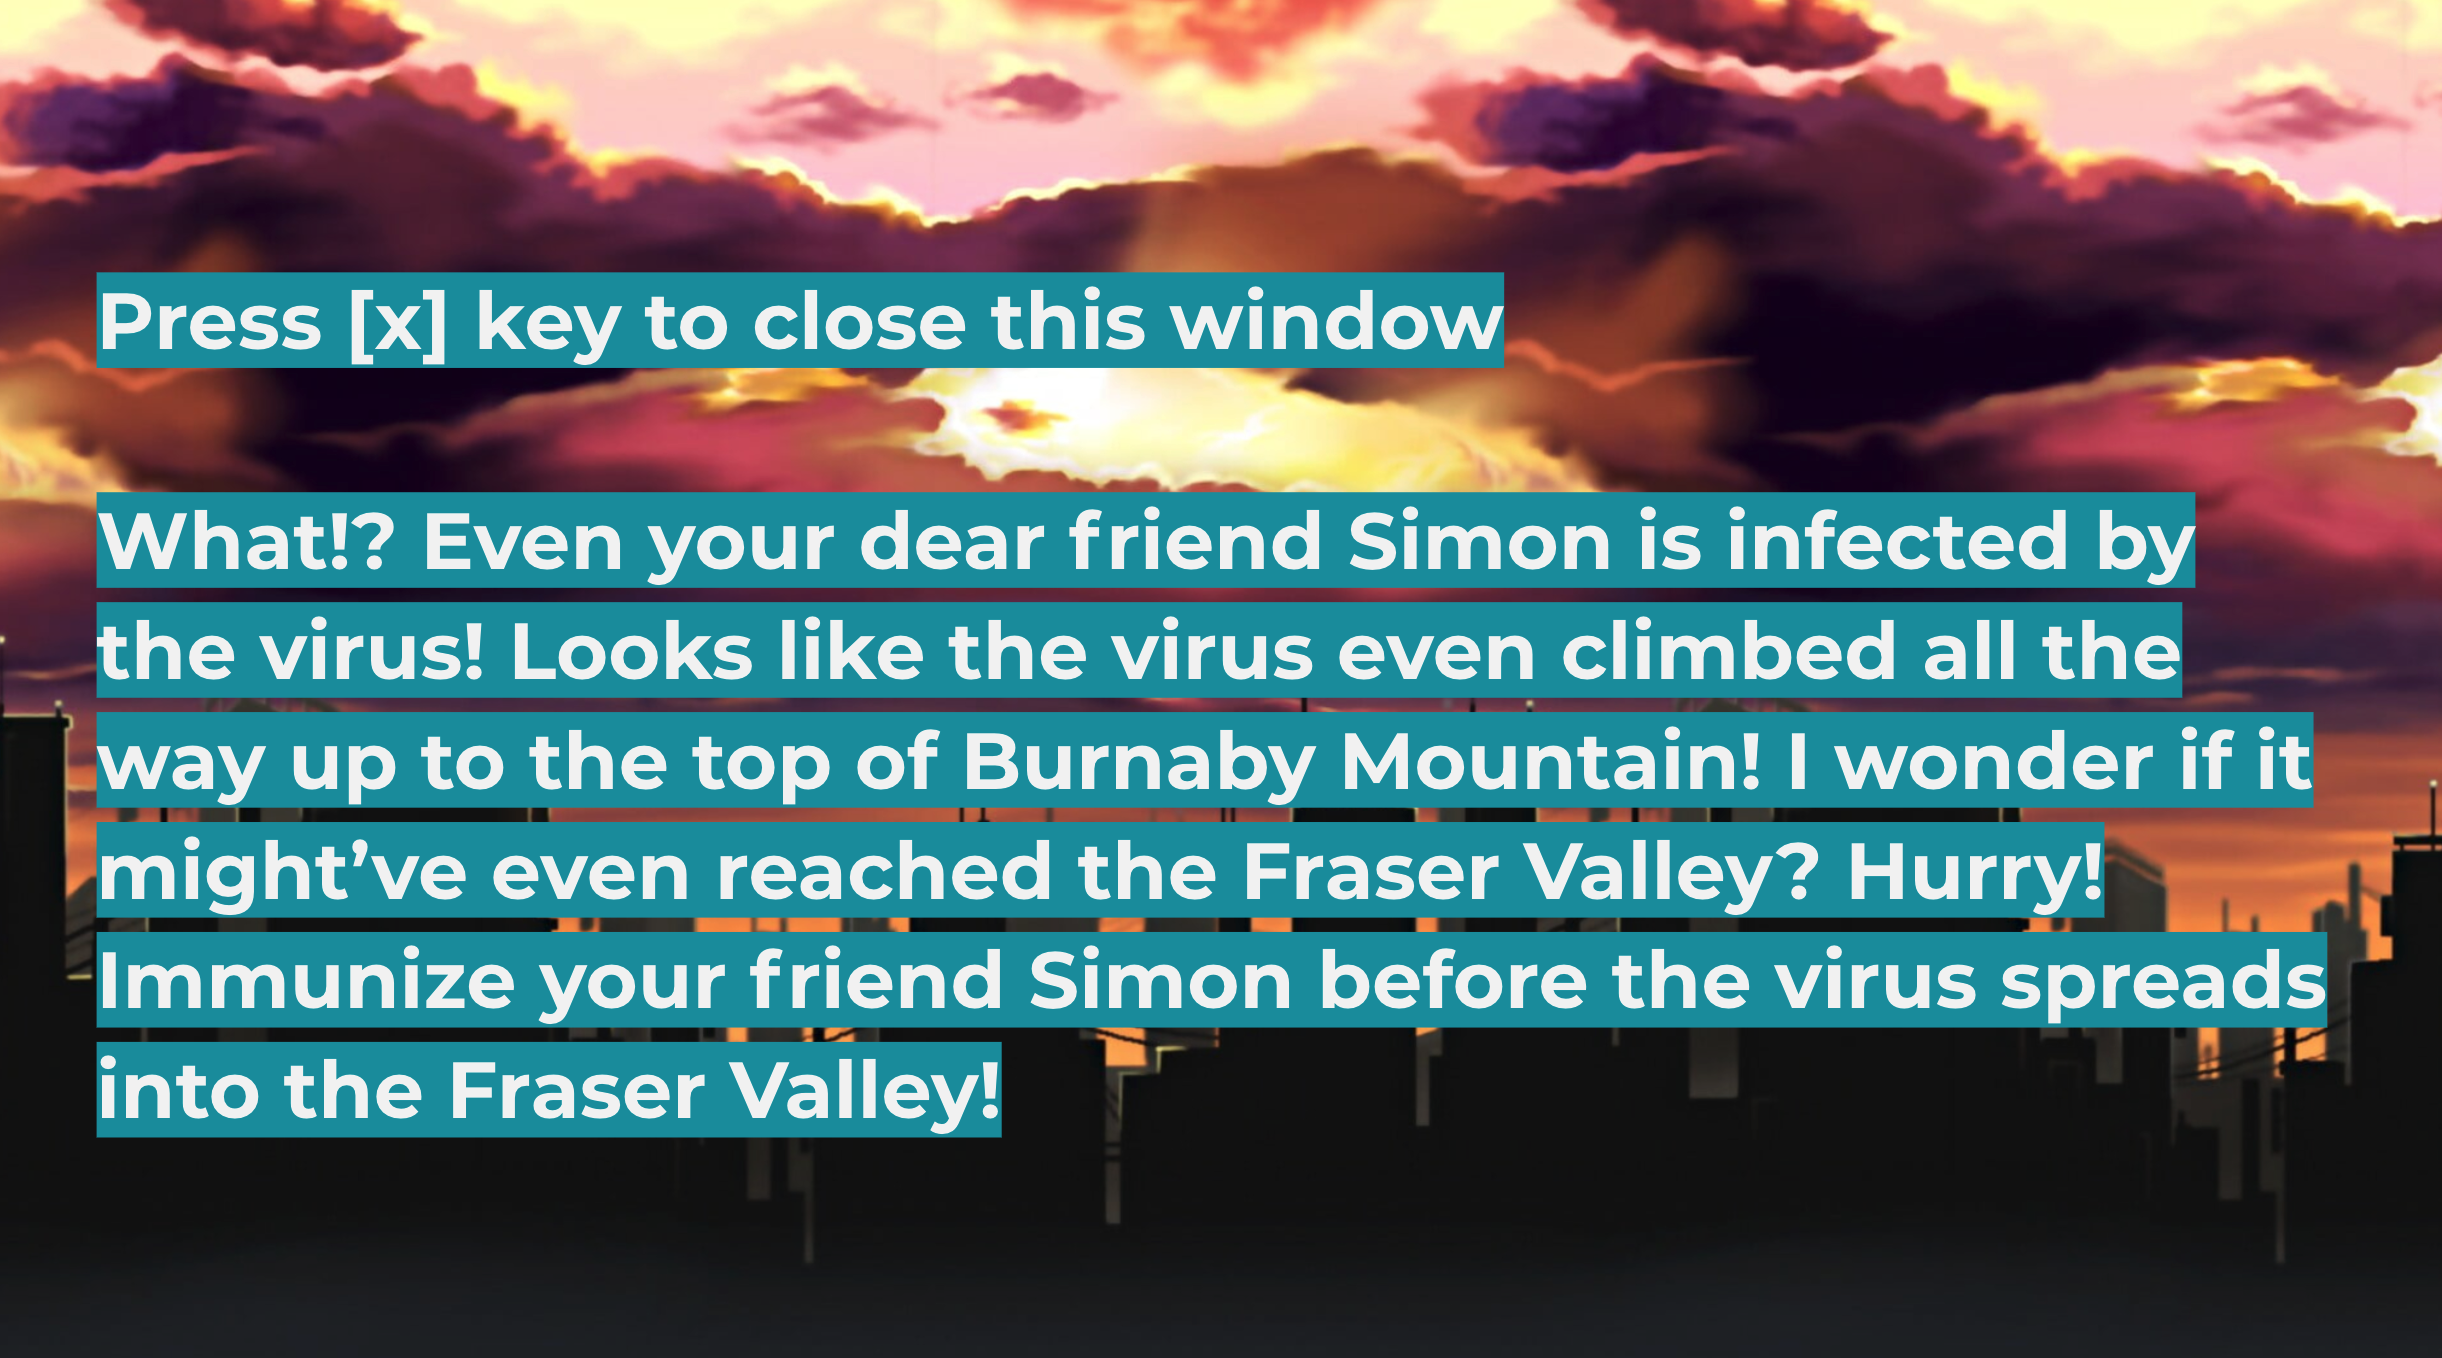 Press [x] key to close this window
What!? Even your dear friend Simon is infected by
the virus! Looks like the virus even climbed all the
way up to the top of Burnaby Mountain! I wonder if it
might’ve even reached the Fraser Valley? Hurry!
Immunize your friend Simon before the virus spreads
into the Fraser Valley!